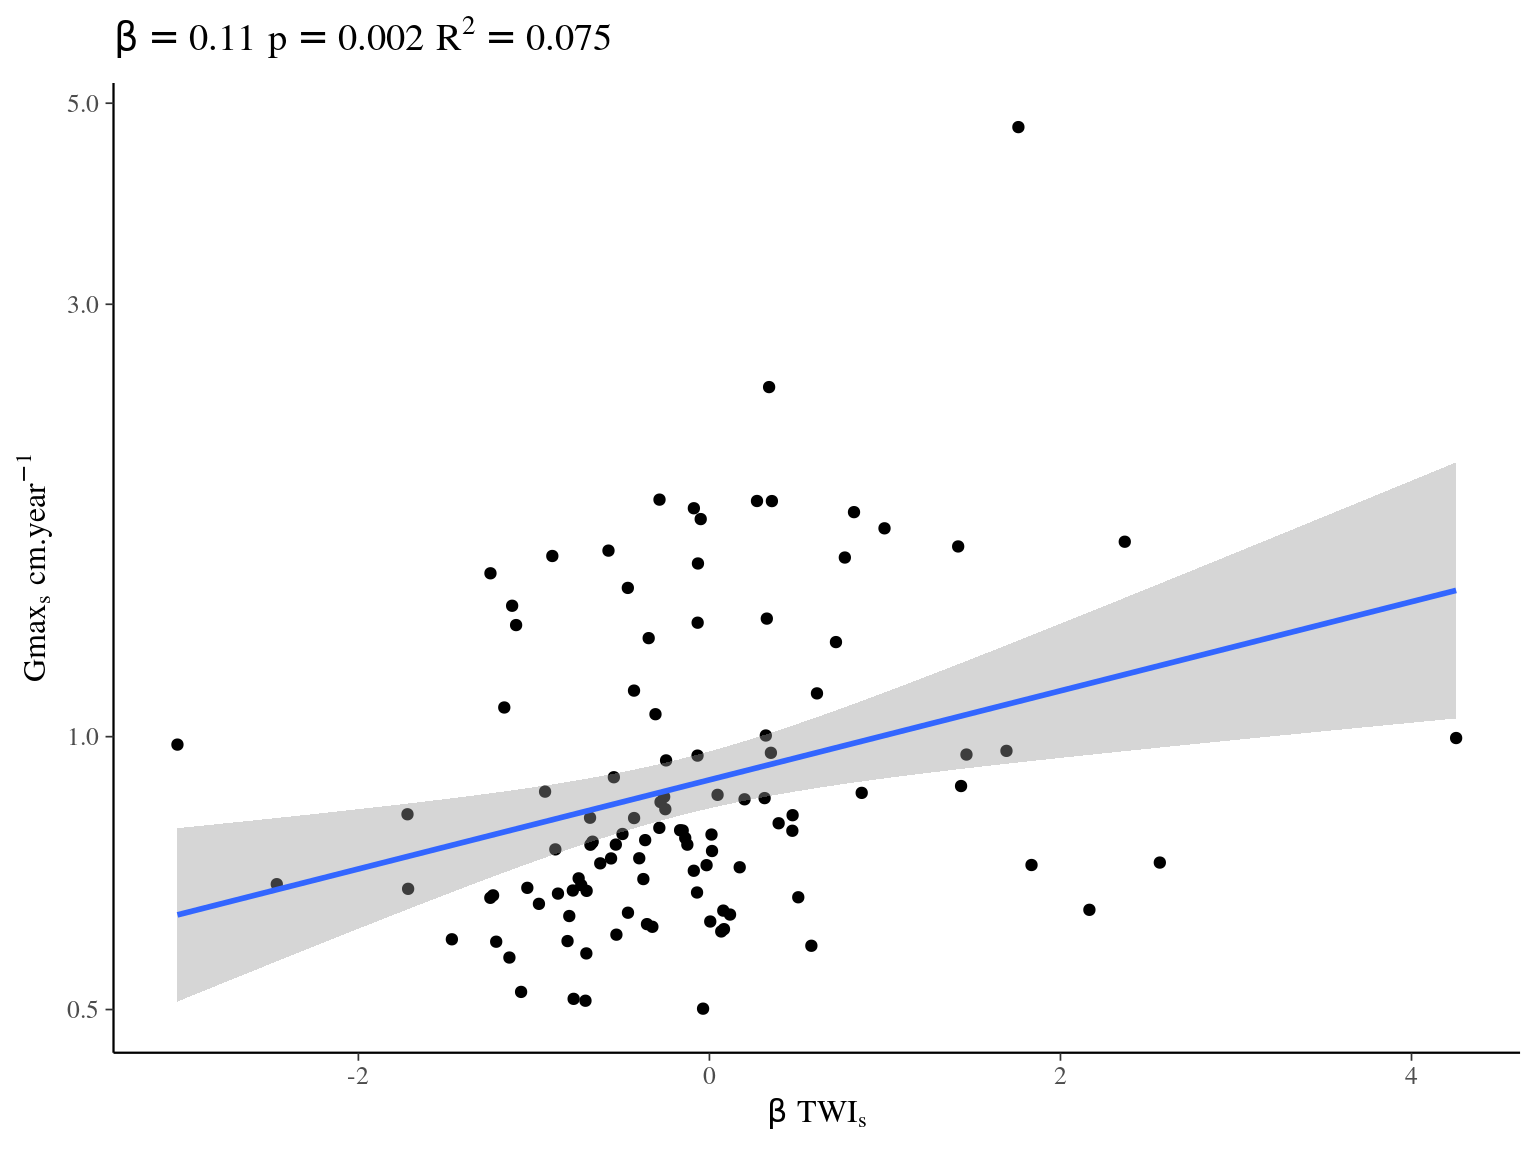 β = 0.11 p = 0.002 R² = 0.075
5.0
3.0
1.0
0.5
Gmaxₛ cm.year⁻¹
-2 0 2 4
β TWIₛ